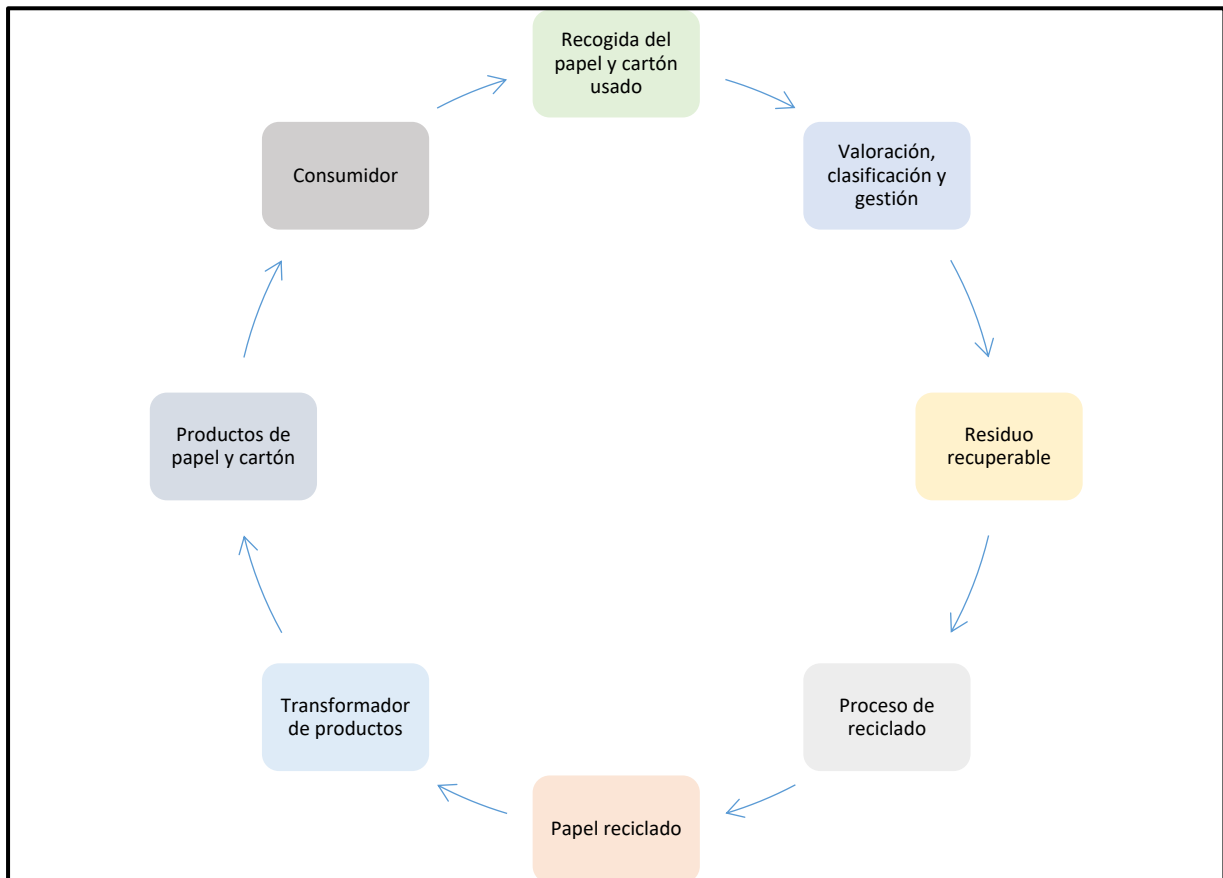 Recogida del
papel y cartón
usado
Valoración,
clasificación y
gestión
Residuo
recuperable
Proceso de
reciclado
Papel reciclado
Transformador
de productos
Productos de
papel y cartón
Consumidor